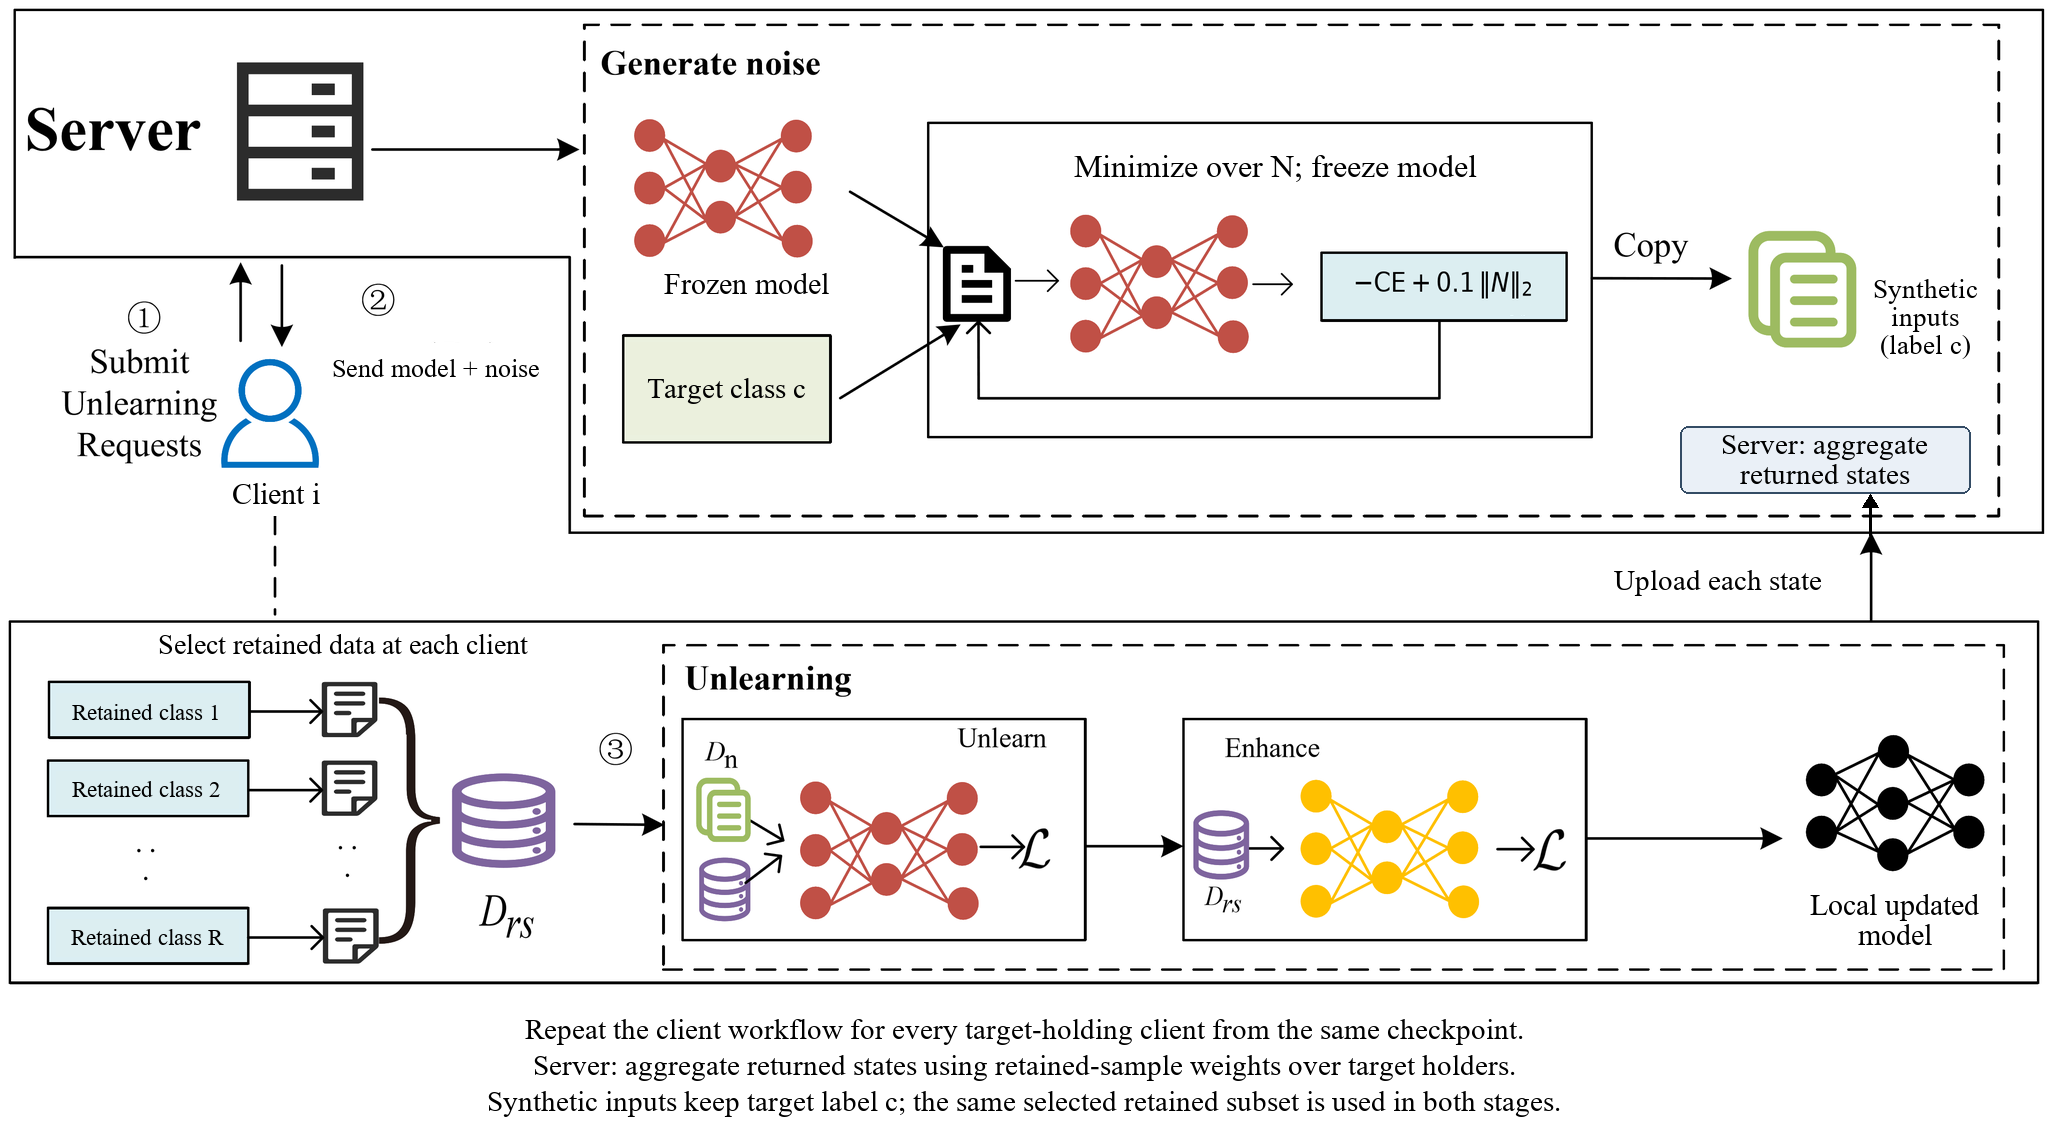 Generate noise
Server
Minimize over N; freeze model
Frozen model
Target class c
−CE + 0.1 ‖N‖₂
Copy
Synthetic
inputs
(label c)
Server: aggregate
returned states
①
Submit
Unlearning
Requests
②
Send model + noise
Client i
Upload each state
Select retained data at each client
Retained class 1
Retained class 2
Retained class R
D_rs
③
Unlearning
Unlearn
D_n
ℒ
Enhance
D_rs
ℒ
Local updated
model
Repeat the client workflow for every target-holding client from the same checkpoint.
Server: aggregate returned states using retained-sample weights over target holders.
Synthetic inputs keep target label c; the same selected retained subset is used in both stages.